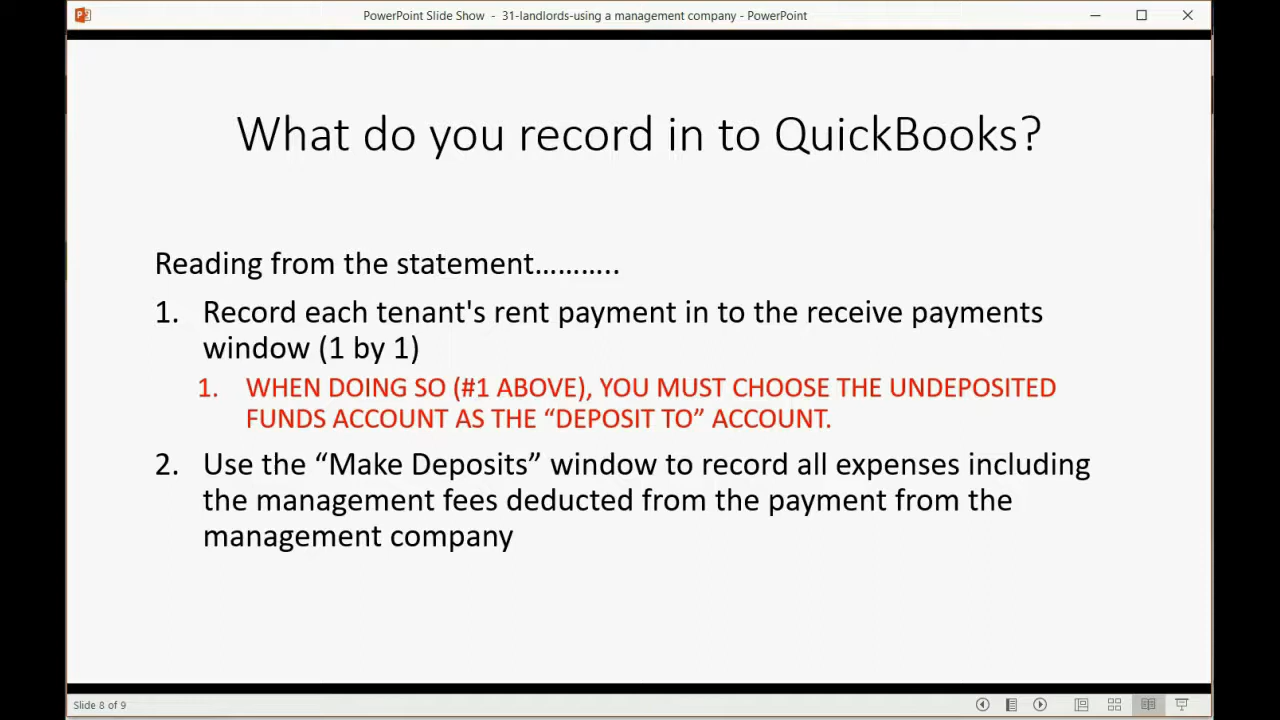 PowerPoint Slide Show - 31-landlords-using a management company - PowerPoint
What do you record in to QuickBooks?
Reading from the statement………..
1. Record each tenant's rent payment in to the receive payments
window (1 by 1)
1. WHEN DOING SO (#1 ABOVE), YOU MUST CHOOSE THE UNDEPOSITED
FUNDS ACCOUNT AS THE “DEPOSIT TO” ACCOUNT.
2. Use the “Make Deposits” window to record all expenses including
the management fees deducted from the payment from the
management company
Slide 8 of 9